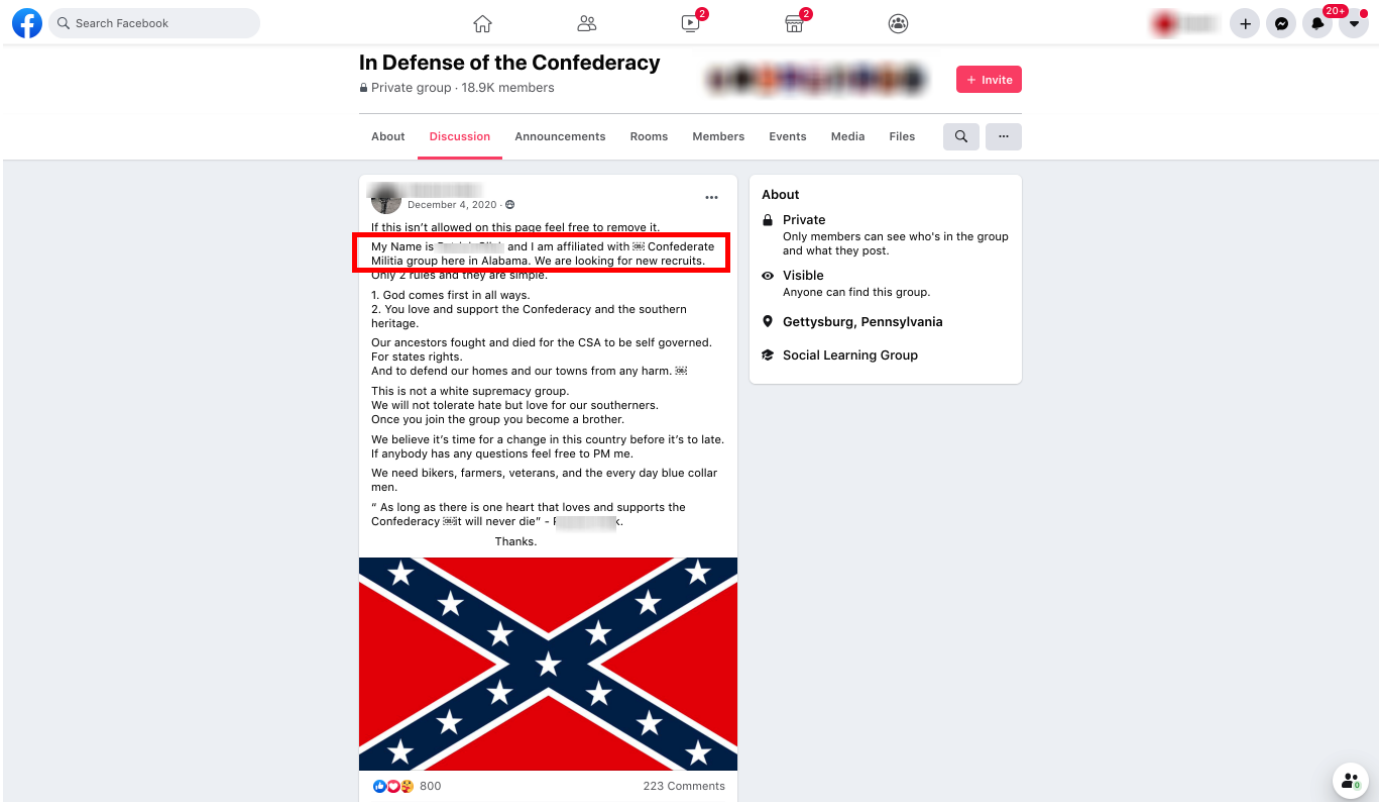 Search Facebook
2
2
20+
In Defense of the Confederacy
Private group · 18.9K members
+ Invite
About
Discussion
Announcements
Rooms
Members
Events
Media
Files
December 4, 2020 ·
If this isn't allowed on this page feel free to remove it.
My Name is and I am affiliated with  Confederate
Militia group here in Alabama. We are looking for new recruits.
Only 2 rules and they are simple.
1. God comes first in all ways.
2. You love and support the Confederacy and the southern
heritage.
Our ancestors fought and died for the CSA to be self governed.
For states rights.
And to defend our homes and our towns from any harm. 
This is not a white supremacy group.
We will not tolerate hate but love for our southerners.
Once you join the group you become a brother.
We believe it's time for a change in this country before it's to late.
If anybody has any questions feel free to PM me.
We need bikers, farmers, veterans, and the every day blue collar
men.
“ As long as there is one heart that loves and supports the
Confederacy it will never die” -
Thanks.
800
223 Comments
About
Private
Only members can see who's in the group
and what they post.
Visible
Anyone can find this group.
Gettysburg, Pennsylvania
Social Learning Group
0